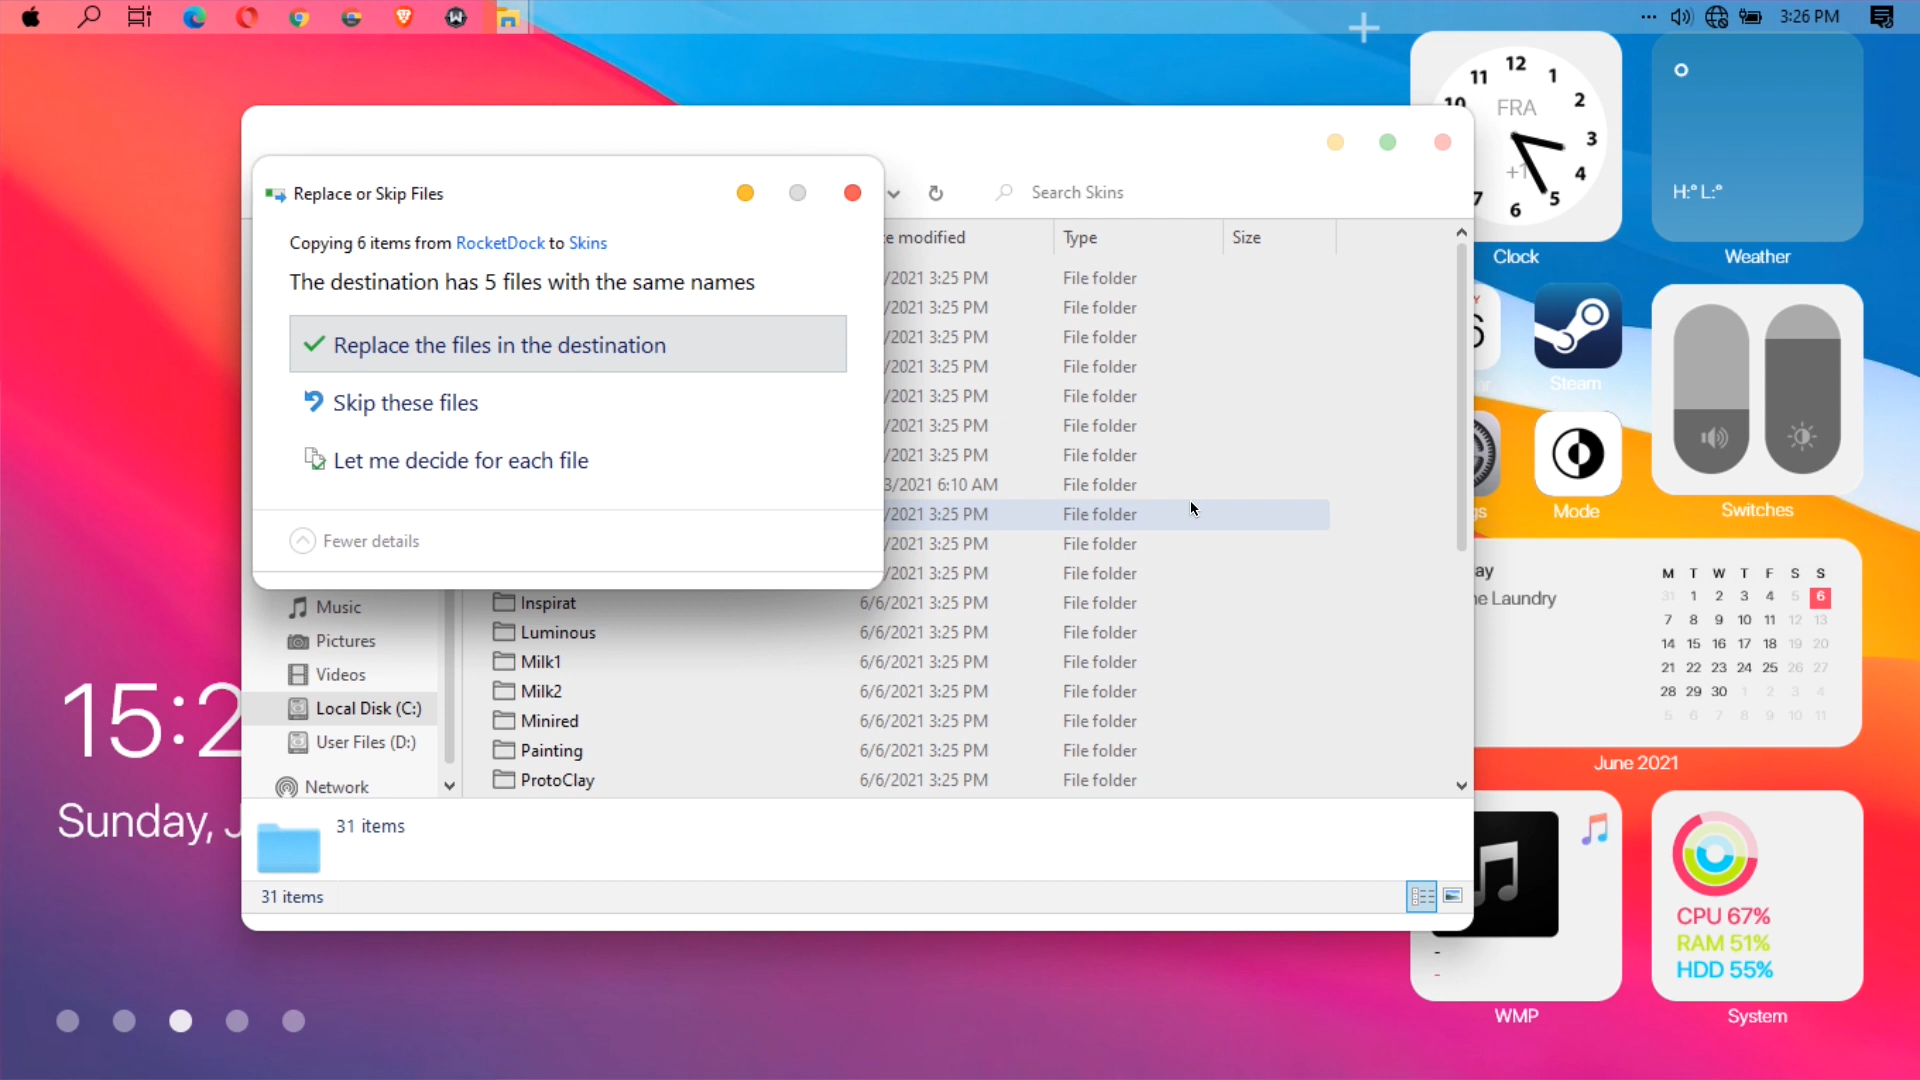 3:26 PM
12
11
1
10
FRA
2
3
+1
4
7
5
6
Clock
H:° L:°
Weather
Replace or Skip Files
Copying 6 items from RocketDock to Skins
The destination has 5 files with the same names
Replace the files in the destination
Skip these files
Let me decide for each file
Fewer details
Search Skins
te modified
Type
Size
/2021 3:25 PM
File folder
/2021 3:25 PM
File folder
/2021 3:25 PM
File folder
/2021 3:25 PM
File folder
/2021 3:25 PM
File folder
/2021 3:25 PM
File folder
/2021 3:25 PM
File folder
3/2021 6:10 AM
File folder
/2021 3:25 PM
File folder
/2021 3:25 PM
File folder
/2021 3:25 PM
File folder
Inspirat 6/6/2021 3:25 PM File folder
Luminous 6/6/2021 3:25 PM File folder
Milk1 6/6/2021 3:25 PM File folder
Milk2 6/6/2021 3:25 PM File folder
Minired 6/6/2021 3:25 PM File folder
Painting 6/6/2021 3:25 PM File folder
ProtoClay 6/6/2021 3:25 PM File folder
Music
Pictures
Videos
Local Disk (C:)
User Files (D:)
Network
31 items
31 items
15:2
Sunday, J
Y
6
ar
Steam
gs
Mode
Switches
ay
he Laundry
M T W T F S S
31 1 2 3 4 5 6
7 8 9 10 11 12 13
14 15 16 17 18 19 20
21 22 23 24 25 26 27
28 29 30 1 2 3 4
5 6 7 8 9 10 11
June 2021
-
-
WMP
CPU 67%
RAM 51%
HDD 55%
System